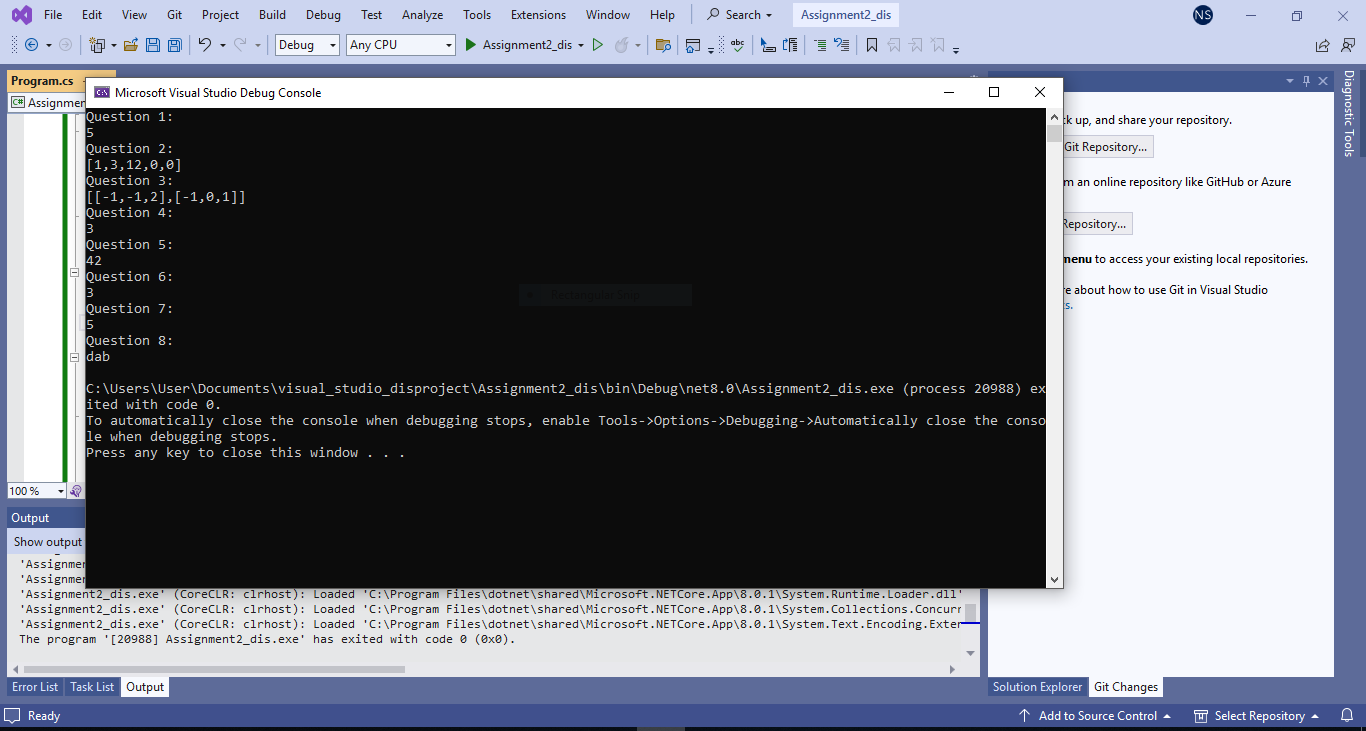 File Edit View Git Project Build Debug Test Analyze Tools Extensions Window Help Search Assignment2_dis NS
Debug Any CPU Assignment2_dis abc
Program.cs
Microsoft Visual Studio Debug Console
C# Assignmen
Question 1:
5
Question 2:
[1,3,12,0,0]
Question 3:
[[-1,-1,2],[-1,0,1]]
Question 4:
3
Question 5:
42
Question 6:
3
Question 7:
5
Question 8:
dab
C:\Users\User\Documents\visual_studio_disproject\Assignment2_dis\bin\Debug\net8.0\Assignment2_dis.exe (process 20988) ex
ited with code 0.
To automatically close the console when debugging stops, enable Tools->Options->Debugging->Automatically close the conso
le when debugging stops.
Press any key to close this window . . .
Rectangular Snip
ck up, and share your repository.
Git Repository...
m an online repository like GitHub or Azure
Repository...
menu to access your existing local repositories.
re about how to use Git in Visual Studio
s.
Diagnostic Tools
100 %
Output
Show output
'Assignmen
'Assignmen
'Assignment2_dis.exe' (CoreCLR: clrhost): Loaded 'C:\Program Files\dotnet\shared\Microsoft.NETCore.App\8.0.1\System.Runtime.Loader.dll'
'Assignment2_dis.exe' (CoreCLR: clrhost): Loaded 'C:\Program Files\dotnet\shared\Microsoft.NETCore.App\8.0.1\System.Collections.Concurr
'Assignment2_dis.exe' (CoreCLR: clrhost): Loaded 'C:\Program Files\dotnet\shared\Microsoft.NETCore.App\8.0.1\System.Text.Encoding.Exter
The program '[20988] Assignment2_dis.exe' has exited with code 0 (0x0).
Error List Task List Output
Solution Explorer Git Changes
Ready Add to Source Control Select Repository